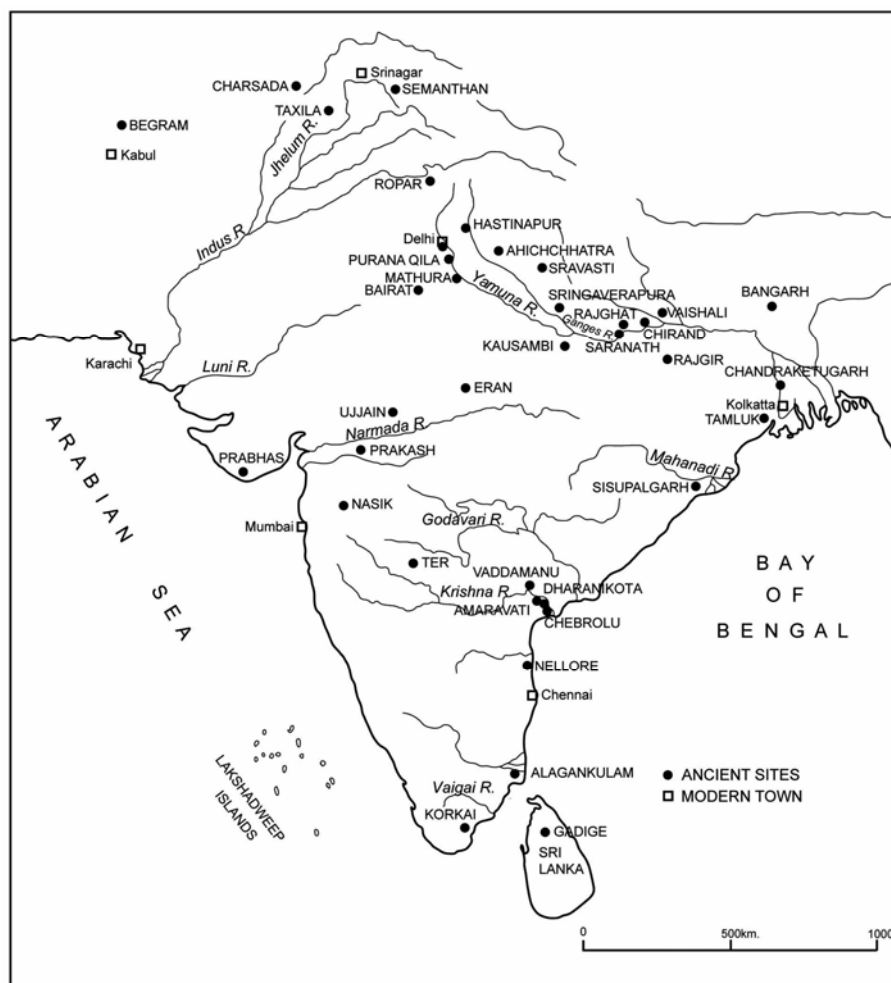 Srinagar
CHARSADA
SEMANTHAN
TAXILA
BEGRAM
Jhelum R.
Kabul
ROPAR
HASTINAPUR
Indus R
Delhi
AHICHCHHATRA
PURANA QILA
SRAVASTI
MATHURA
BAIRAT
Yamuna R.
SRINGAVERAPURA
BANGARH
RAJGHAT
VAISHALI
Ganges R.
CHIRAND
KAUSAMBI
SARANATH
Karachi
Luni R.
RAJGIR
CHANDRAKETUGARH
ERAN
Kolkatta
UJJAIN
TAMLUK
Narmada R.
PRAKASH
PRABHAS
Mahanadi R
SISUPALGARH
ARABIAN SEA
NASIK
Godavari R.
Mumbai
TER
VADDAMANU
BAY
OF
BENGAL
Krishna R
DHARANIKOTA
AMARAVATI
CHEBROLU
NELLORE
Chennai
LAKSHADWEEP
ISLANDS
ALAGANKULAM
ANCIENT SITES
MODERN TOWN
Vaigai R.
KORKAI
GADIGE
SRI
LANKA
0 500km. 1000